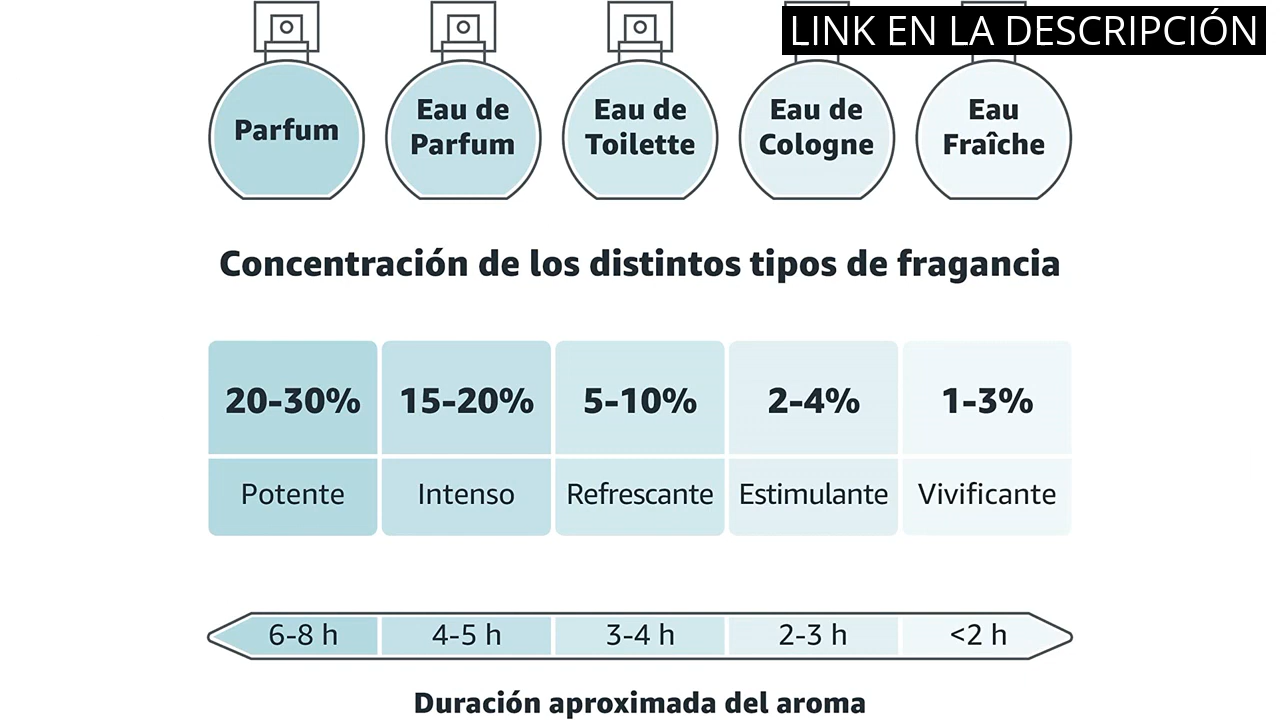 LINK EN LA DESCRIPCIÓN
Parfum
Eau de
Parfum
Eau de
Toilette
Eau de
Cologne
Eau
Fraîche
Concentración de los distintos tipos de fragancia
20-30% 15-20% 5-10% 2-4% 1-3%
Potente Intenso Refrescante Estimulante Vivificante
6-8 h 4-5 h 3-4 h 2-3 h <2 h
Duración aproximada del aroma